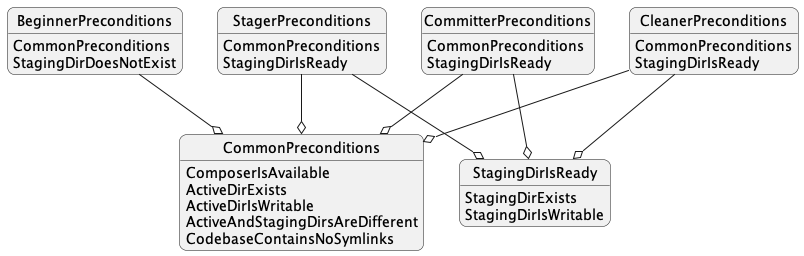 BeginnerPreconditions
CommonPreconditions
StagingDirDoesNotExist
StagerPreconditions
CommonPreconditions
StagingDirIsReady
CommitterPreconditions
CommonPreconditions
StagingDirIsReady
CleanerPreconditions
CommonPreconditions
StagingDirIsReady
CommonPreconditions
ComposerIsAvailable
ActiveDirExists
ActiveDirIsWritable
ActiveAndStagingDirsAreDifferent
CodebaseContainsNoSymlinks
StagingDirIsReady
StagingDirExists
StagingDirIsWritable